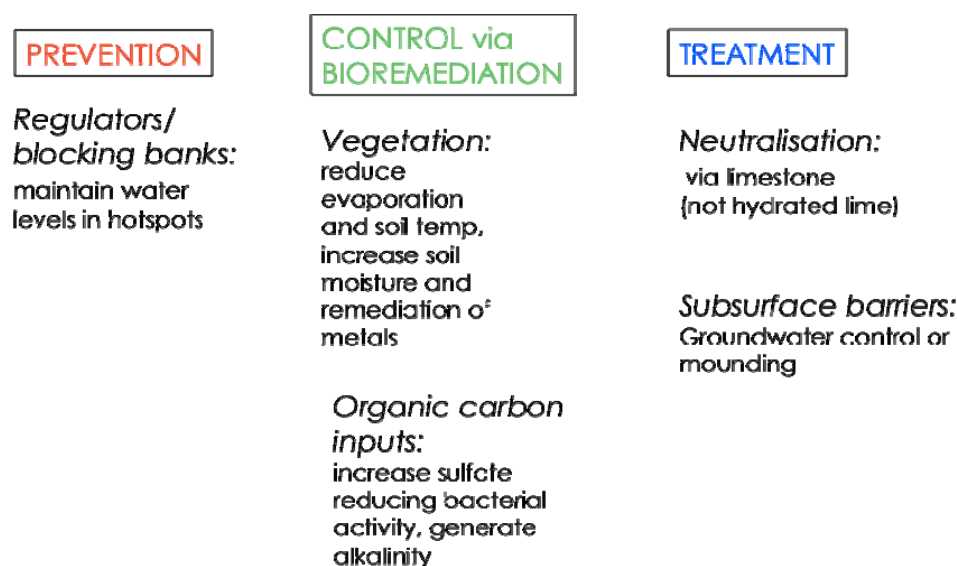 PREVENTION
Regulators/
blocking banks:
maintain water
levels in hotspots
CONTROL via
BIOREMEDIATION
Vegetation:
reduce
evaporation
and soil temp,
increase soil
moisture and
remediation of
metals
Organic carbon
inputs:
increase sulfate
reducing bacterial
activity, generate
alkalinity
TREATMENT
Neutralisation:
via limestone
(not hydrated lime)
Subsurface barriers:
Groundwater control or
mounding